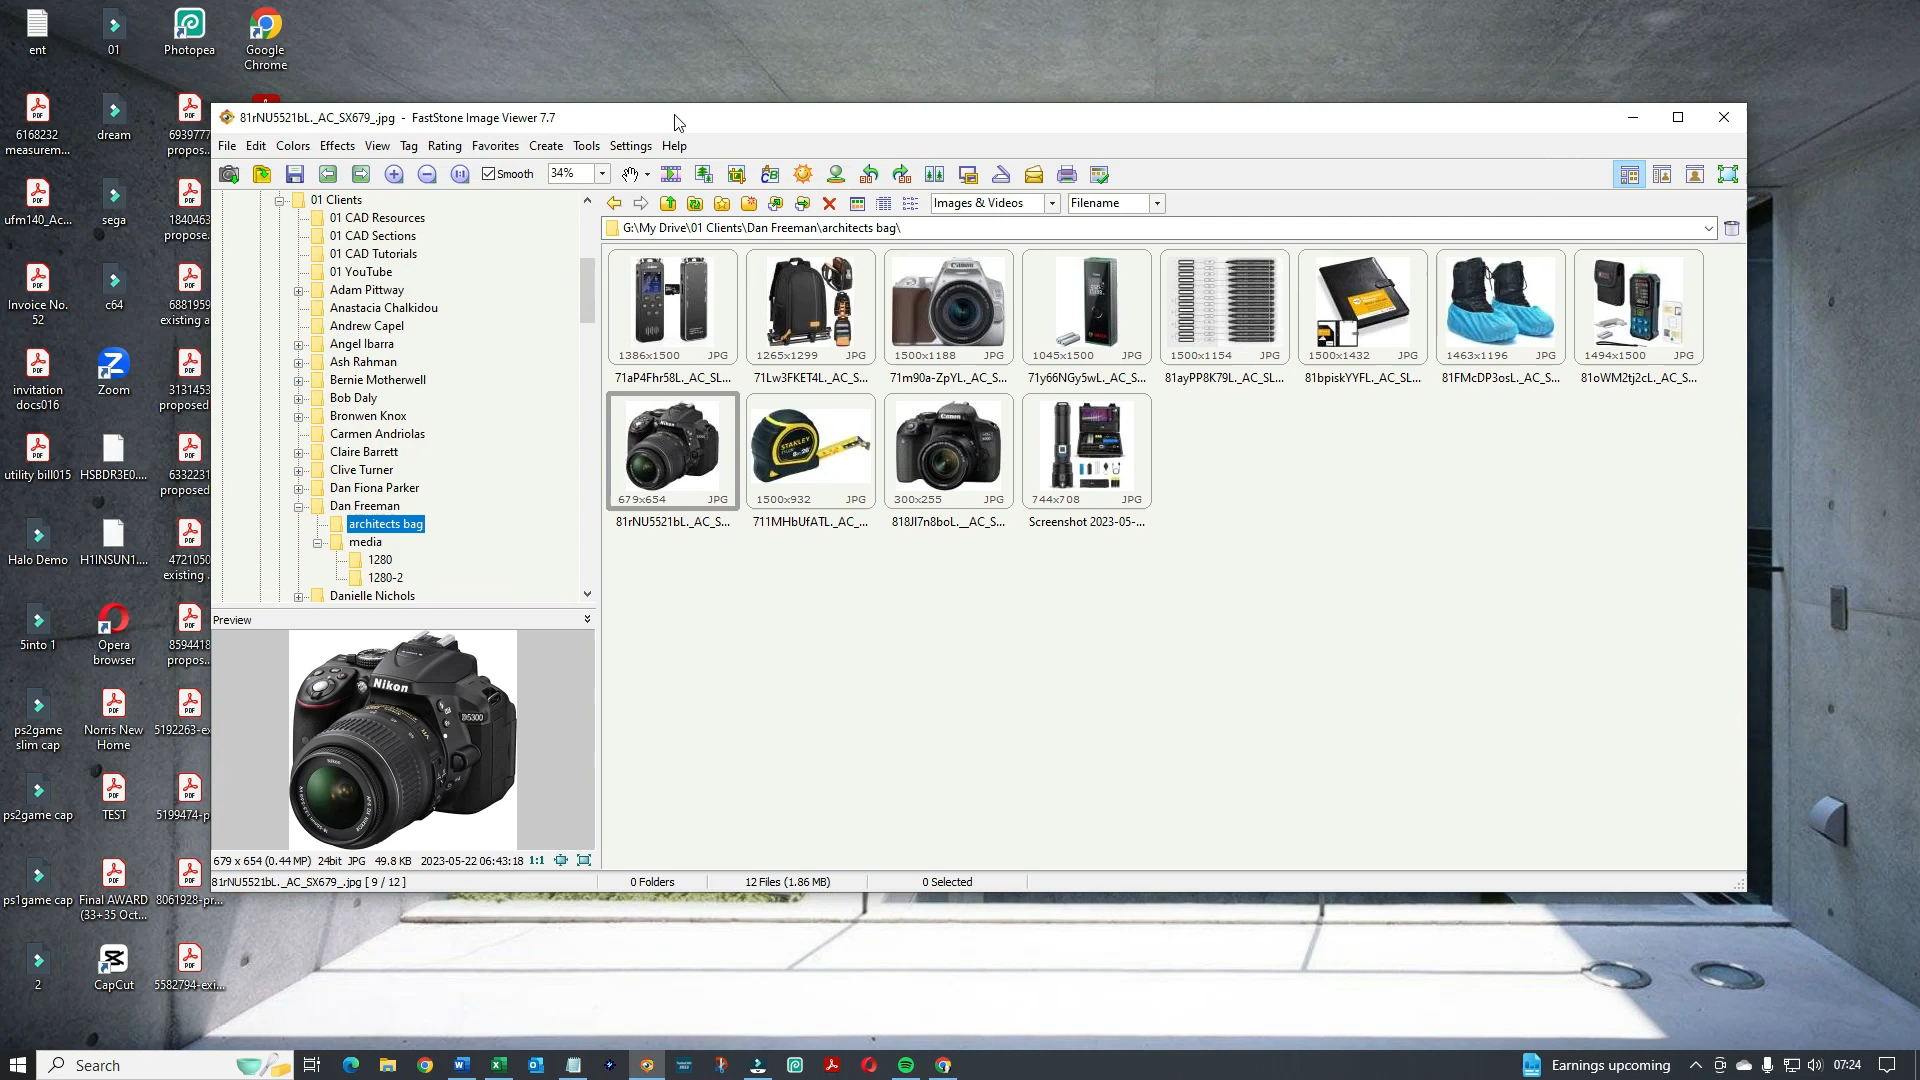 ent
01
Photopea
Google
Chrome
6168232
measurem...
dream
6939777
propos..
ufm140_Ac...
sega
1840463
propose.
Invoice No.
52
c64
6881959
existing a
invitation
docs016
Zoom
3131453
proposed
utility bill015
HSBDR3E0....
6332231
proposed
Halo Demo
H1INSUN1....
4721050
existing .
5into 1
Opera
browser
8594418
propos..
ps2game
slim cap
Norris New
Home
5192263-ex
ps2game cap
TEST
5199474-p
ps1game cap
Final AWARD
(33+35 Oct...
8061928-pr...
2
CapCut
5582794-exi...
81rNU5521bL._AC_SX679_.jpg - FastStone Image Viewer 7.7
File Edit Colors Effects View Tag Rating Favorites Create Tools Settings Help
Smooth 34%
01 Clients
01 CAD Resources
01 CAD Sections
01 CAD Tutorials
01 YouTube
Adam Pittway
Anastacia Chalkidou
Andrew Capel
Angel Ibarra
Ash Rahman
Bernie Motherwell
Bob Daly
Bronwen Knox
Carmen Andriolas
Claire Barrett
Clive Turner
Dan Fiona Parker
Dan Freeman
architects bag
media
1280
1280-2
Danielle Nichols
Images & Videos Filename
G:\My Drive\01 Clients\Dan Freeman\architects bag\
1386x1500 JPG
71aP4Fhr58L._AC_SL...
1265x1299 JPG
71Lw3FKET4L._AC_S...
Canon
1500x1188 JPG
71m90a-ZpYL._AC_S...
1045x1500 JPG
71y66NGy5wL._AC_S...
1500x1154 JPG
81ayPP8K79L._AC_SL...
1500x1432 JPG
81bpiskYYFL._AC_SL...
1463x1196 JPG
81FMcDP3osL._AC_S...
1494x1500 JPG
81oWM2tj2cL._AC_S...
Nikon
679x654 JPG
81rNU5521bL._AC_S...
STANLEY
1500x932 JPG
711MHbUfATL._AC_...
Canon
300x255 JPG
818JI7n8boL.__AC_S...
744x708 JPG
Screenshot 2023-05-...
Preview
Nikon
D5300
Nikon
679 x 654 (0.44 MP) 24bit JPG 49.8 KB 2023-05-22 06:43:18 1:1
81rNU5521bL._AC_SX679_.jpg [ 9 / 12 ]
0 Folders
12 Files (1.86 MB)
0 Selected
Search
Earnings upcoming
07:24